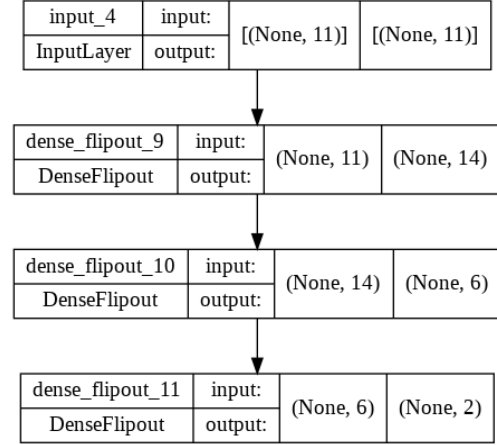 input_4 input: [(None, 11)] [(None, 11)]
InputLayer output:
dense_flipout_9 input: (None, 11) (None, 14)
DenseFlipout output:
dense_flipout_10 input: (None, 14) (None, 6)
DenseFlipout output:
dense_flipout_11 input: (None, 6) (None, 2)
DenseFlipout output: